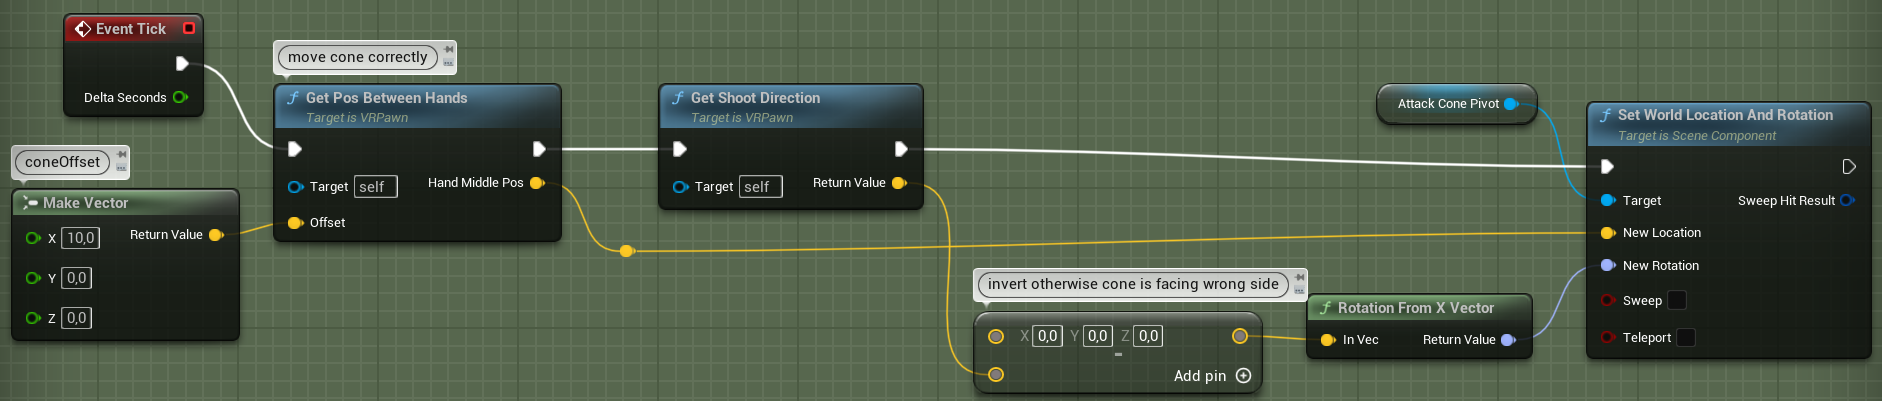 Event Tick
Delta Seconds
move cone correctly
Get Pos Between Hands
Target is VRPawn
Target self
Hand Middle Pos
Offset
coneOffset
Make Vector
X 10,0
Return Value
Y 0,0
Z 0,0
Get Shoot Direction
Target is VRPawn
Target self
Return Value
invert otherwise cone is facing wrong side
X 0,0 Y 0,0 Z 0,0
-
Add pin
Rotation From X Vector
In Vec
Return Value
Attack Cone Pivot
Set World Location And Rotation
Target is Scene Component
Target
Sweep Hit Result
New Location
New Rotation
Sweep
Teleport